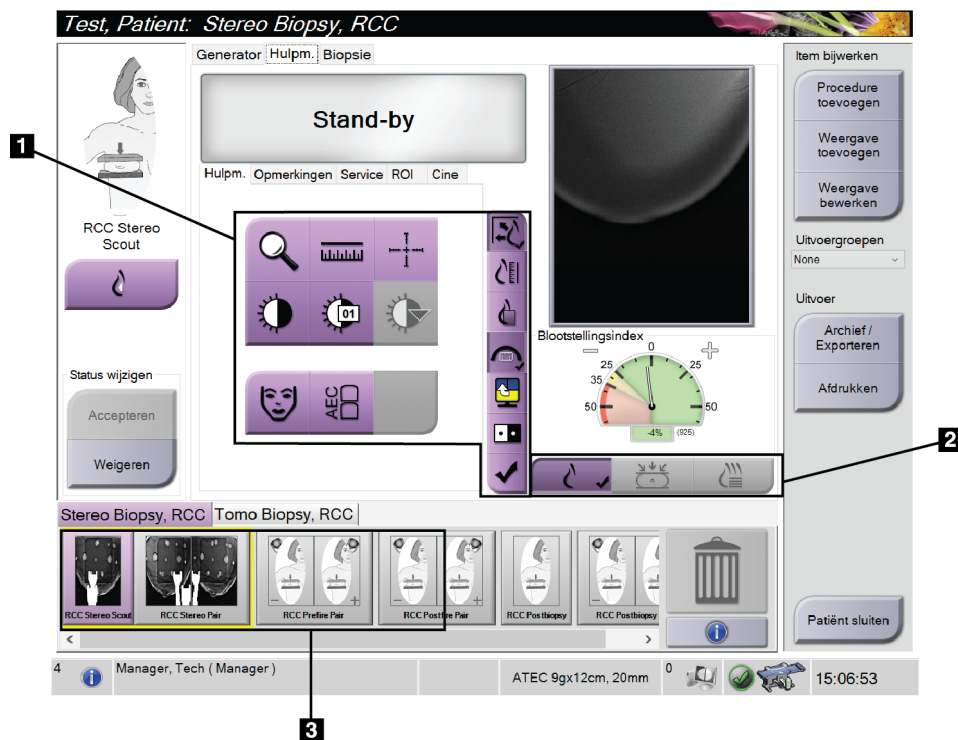 Test, Patient: Stereo Biopsy, RCC
Generator Hulpm. Biopsie
Stand-by
Hulpm. Opmerkingen Service ROI Cine
1
RCC Stereo
Scout
01
AEC
Status wijzigen
Accepteren
Weigeren
Blootstellingsindex
0
25 25
35
50 50
-4% (925)
2
Item bijwerken
Procedure
toevoegen
Weergave
toevoegen
Weergave
bewerken
Uitvoergroepen
None
Uitvoer
Archief /
Exporteren
Afdrukken
Stereo Biopsy, RCC Tomo Biopsy, RCC
RCC Stereo Scout
RCC Stereo Pair
RCC Prefire Pair
RCC Postfire Pair
RCC Postbiopsy
RCC Postbiopsy
Patiënt sluiten
4
Manager, Tech ( Manager )
ATEC 9gx12cm, 20mm
0
15:06:53
3